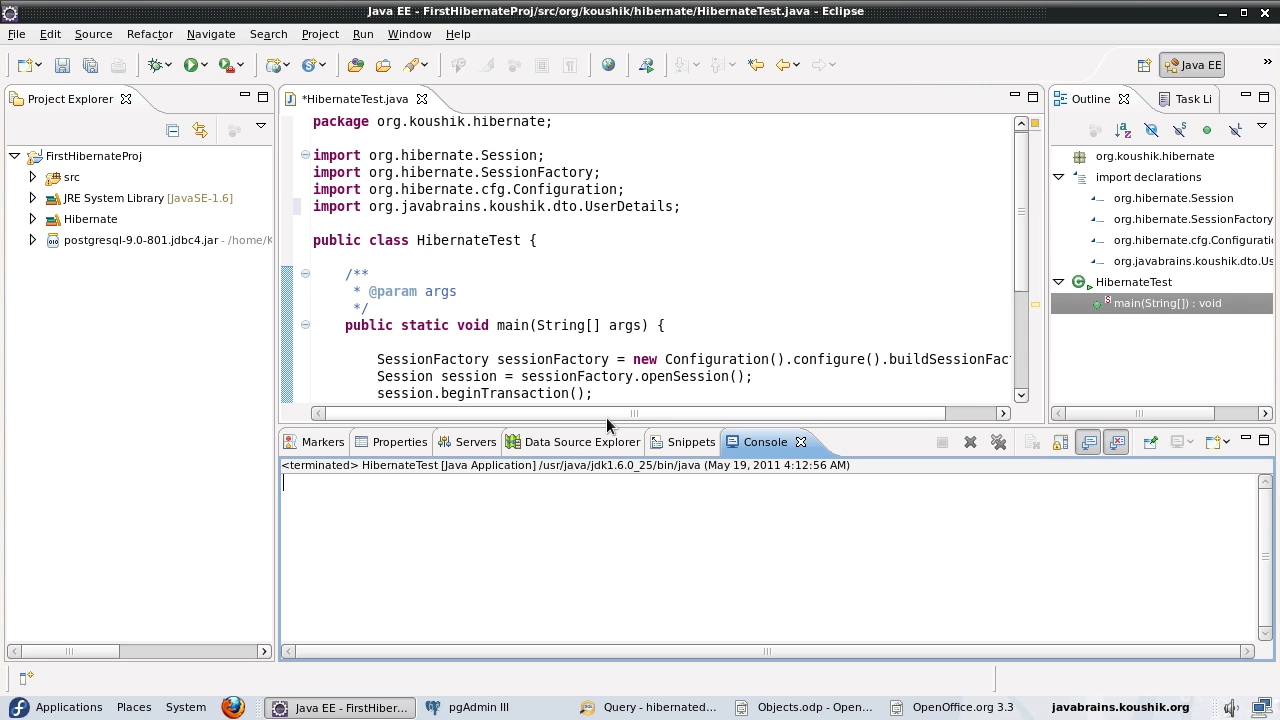 Java EE - FirstHibernateProj/src/org/koushik/hibernate/HibernateTest.java - Eclipse
File Edit Source Refactor Navigate Search Project Run Window Help
Java EE
Project Explorer
FirstHibernateProj
src
JRE System Library [JavaSE-1.6]
Hibernate
postgresql-9.0-801.jdbc4.jar - /home/K
*HibernateTest.java
package org.koushik.hibernate;
import org.hibernate.Session;
import org.hibernate.SessionFactory;
import org.hibernate.cfg.Configuration;
import org.javabrains.koushik.dto.UserDetails;
public class HibernateTest {
/**
* @param args
*/
public static void main(String[] args) {
SessionFactory sessionFactory = new Configuration().configure().buildSessionFac
Session session = sessionFactory.openSession();
session.beginTransaction();
Outline Task Li
org.koushik.hibernate
import declarations
org.hibernate.Session
org.hibernate.SessionFactory
org.hibernate.cfg.Configurati
org.javabrains.koushik.dto.Us
HibernateTest
main(String[]) : void
Markers Properties Servers Data Source Explorer Snippets Console
<terminated> HibernateTest [Java Application] /usr/java/jdk1.6.0_25/bin/java (May 19, 2011 4:12:56 AM)
Applications Places System Java EE - FirstHiber... pgAdmin III Query - hibernated... Objects.odp - Open... OpenOffice.org 3.3 javabrains.koushik.org